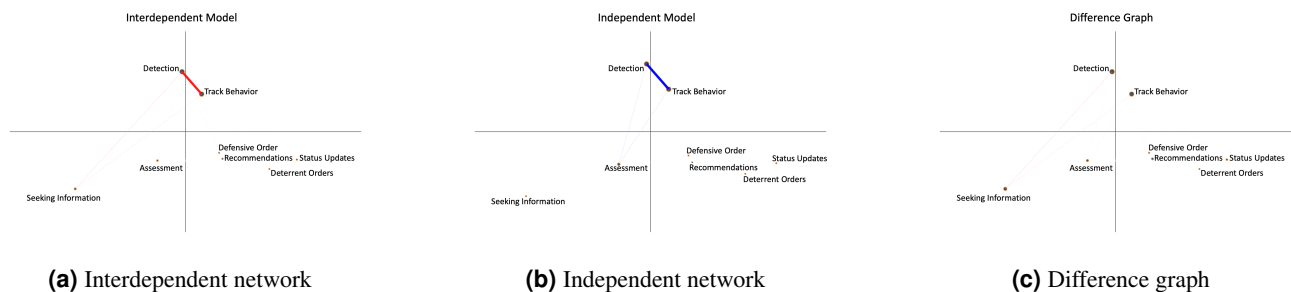 Interdependent Model
Detection
Track Behavior
Defensive Order
Recommendations
Status Updates
Assessment
Deterrent Orders
Seeking Information
(a) Interdependent network
Independent Model
Detection
Track Behavior
Defensive Order
Status Updates
Assessment
Recommendations
Deterrent Orders
Seeking Information
(b) Independent network
Difference Graph
Detection
Track Behavior
Defensive Order
Recommendations
Status Updates
Assessment
Deterrent Orders
Seeking Information
(c) Difference graph